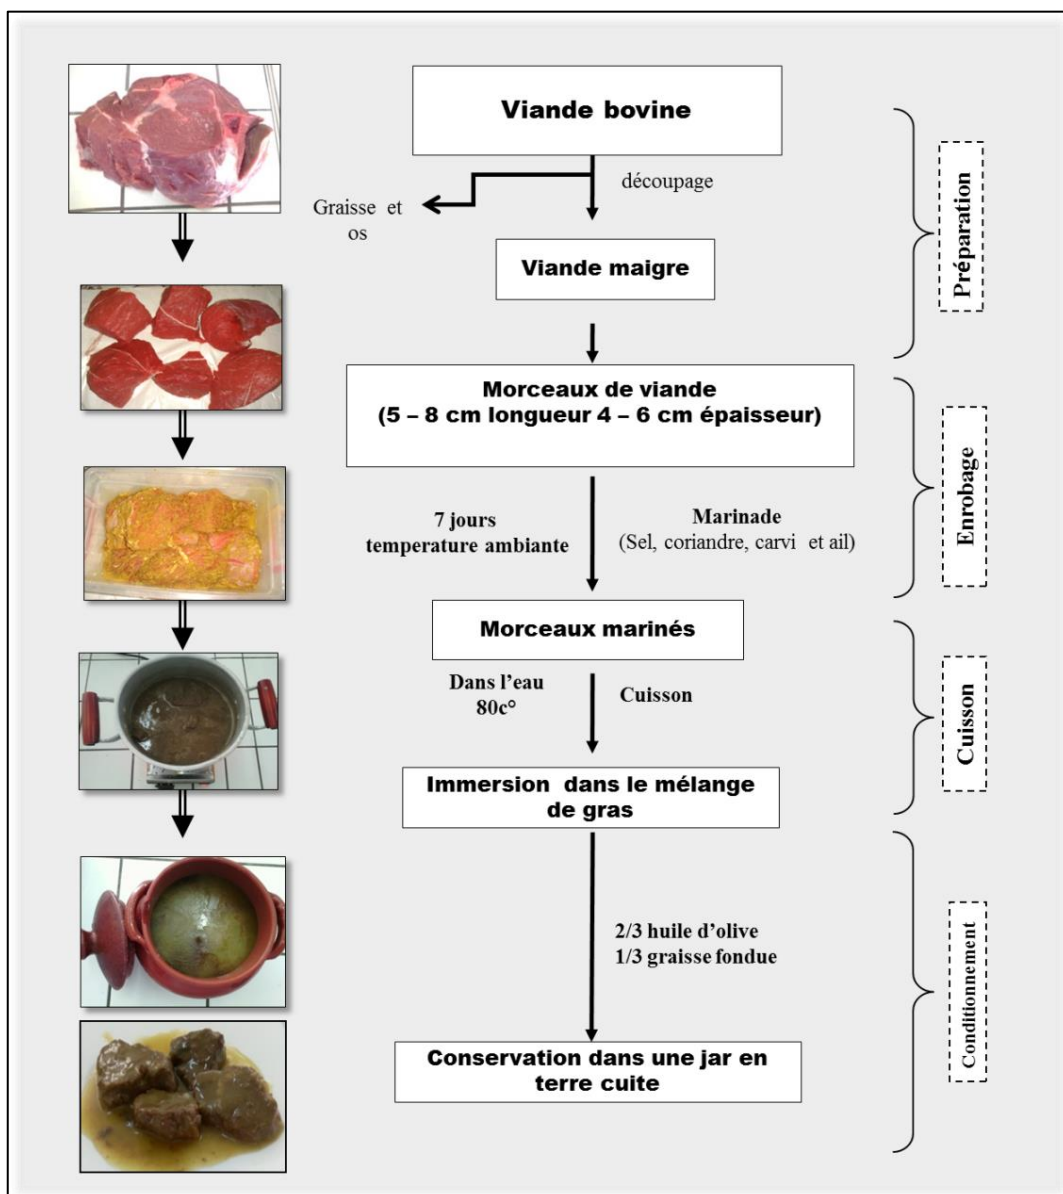 Viande bovine
découpage
Graisse et
os
Viande maigre
Préparation
Morceaux de viande
(5 – 8 cm longueur 4 – 6 cm épaisseur)
7 jours
temperature ambiante
Marinade
(Sel, coriandre, carvi et ail)
Enrobage
Morceaux marinés
Dans l'eau
80c°
Cuisson
Cuisson
Immersion dans le mélange
de gras
2/3 huile d'olive
1/3 graisse fondue
Conditionnement
Conservation dans une jar en
terre cuite